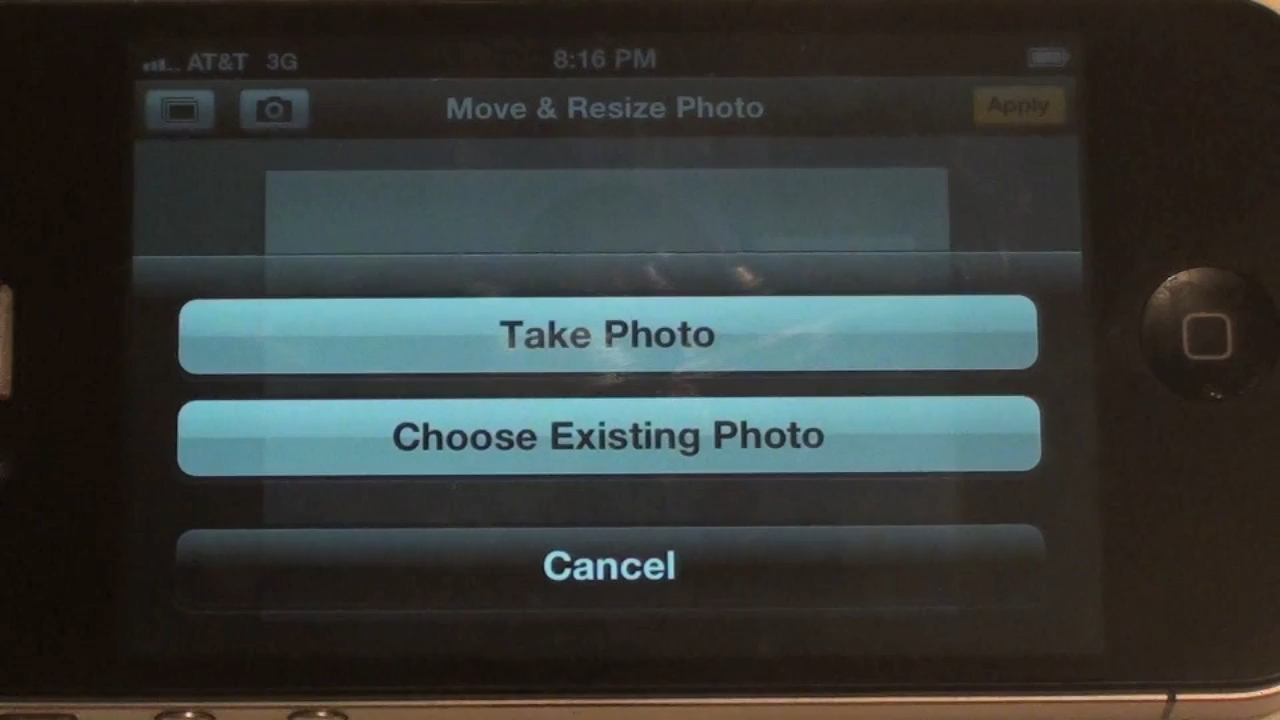 AT&T 3G 8:16 PM
Move & Resize Photo Apply
Take Photo
Choose Existing Photo
Cancel